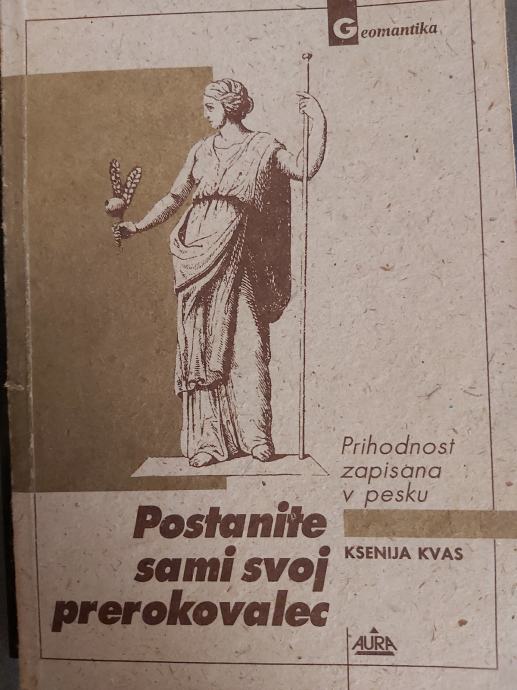 Geomantika
Prihodnost
zapisana
v pesku
Postanite
sami svoj
prerokovalec
KSENIJA KVAS
AURA